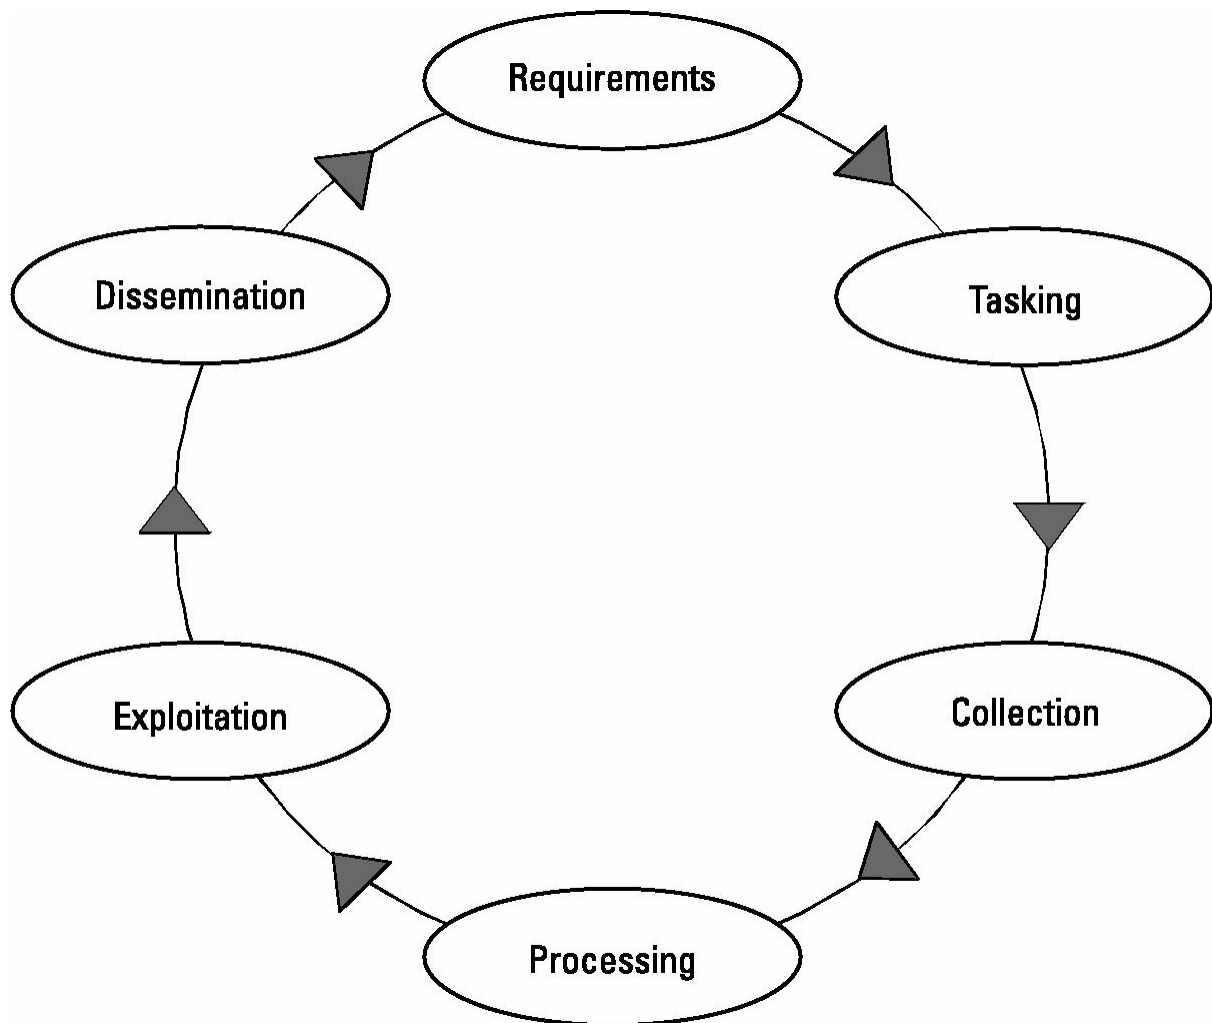 Requirements
Tasking
Collection
Processing
Exploitation
Dissemination